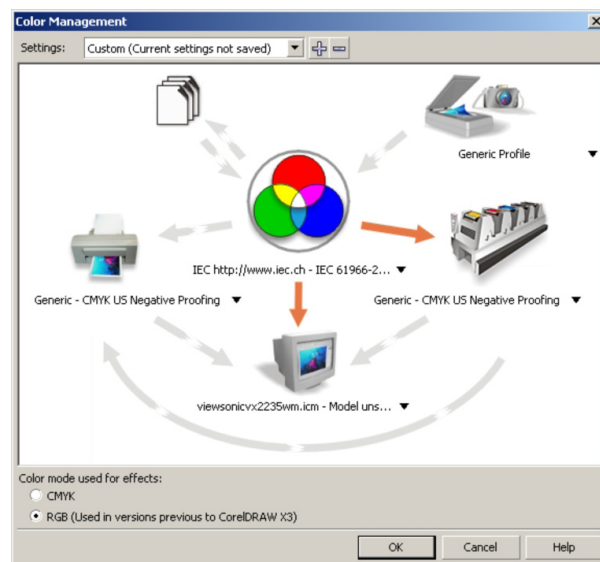 Color Management
Settings: Custom (Current settings not saved)
Generic Profile
IEC http://www.iec.ch - IEC 61966-2...
Generic - CMYK US Negative Proofing
Generic - CMYK US Negative Proofing
viewsonicvx2235wm.icm - Model uns...
Color mode used for effects:
CMYK
RGB (Used in versions previous to CorelDRAW X3)
OK Cancel Help